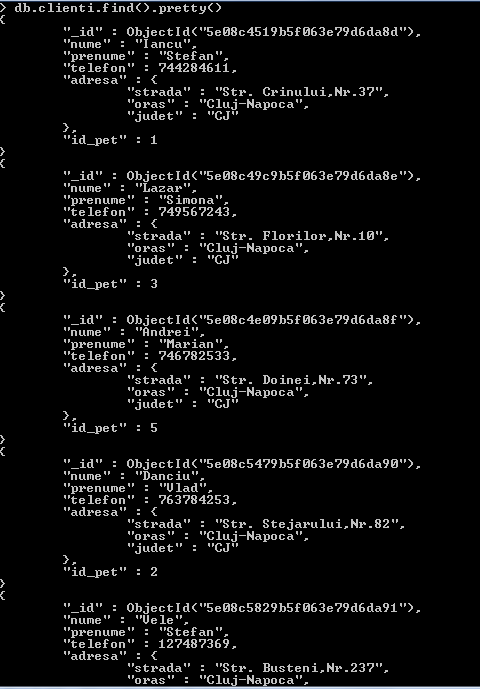 > db.clienti.find().pretty()
{
"_id" : ObjectId("5e08c4519b5f063e79d6da8d"),
"nume" : "Iancu",
"prenume" : "Stefan",
"telefon" : 744284611,
"adresa" : {
"strada" : "Str. Crinului,Nr.37",
"oras" : "Cluj-Napoca",
"judet" : "CJ"
},
"id_pet" : 1
}
{
"_id" : ObjectId("5e08c49c9b5f063e79d6da8e"),
"nume" : "Lazar",
"prenume" : "Simona",
"telefon" : 749567243,
"adresa" : {
"strada" : "Str. Florilor,Nr.10",
"oras" : "Cluj-Napoca",
"judet" : "CJ"
},
"id_pet" : 3
}
{
"_id" : ObjectId("5e08c4e09b5f063e79d6da8f"),
"nume" : "Andrei",
"prenume" : "Marian",
"telefon" : 746782533,
"adresa" : {
"strada" : "Str. Doinei,Nr.73",
"oras" : "Cluj-Napoca",
"judet" : "CJ"
},
"id_pet" : 5
}
{
"_id" : ObjectId("5e08c5479b5f063e79d6da90"),
"nume" : "Danciu",
"prenume" : "Vlad",
"telefon" : 763784253,
"adresa" : {
"strada" : "Str. Stejarului,Nr.82",
"oras" : "Cluj-Napoca",
"judet" : "CJ"
},
"id_pet" : 2
}
{
"_id" : ObjectId("5e08c5829b5f063e79d6da91"),
"nume" : "Vele",
"prenume" : "Stefan",
"telefon" : 127487369,
"adresa" : {
"strada" : "Str. Busteni,Nr.237",
"oras" : "Cluj-Napoca",